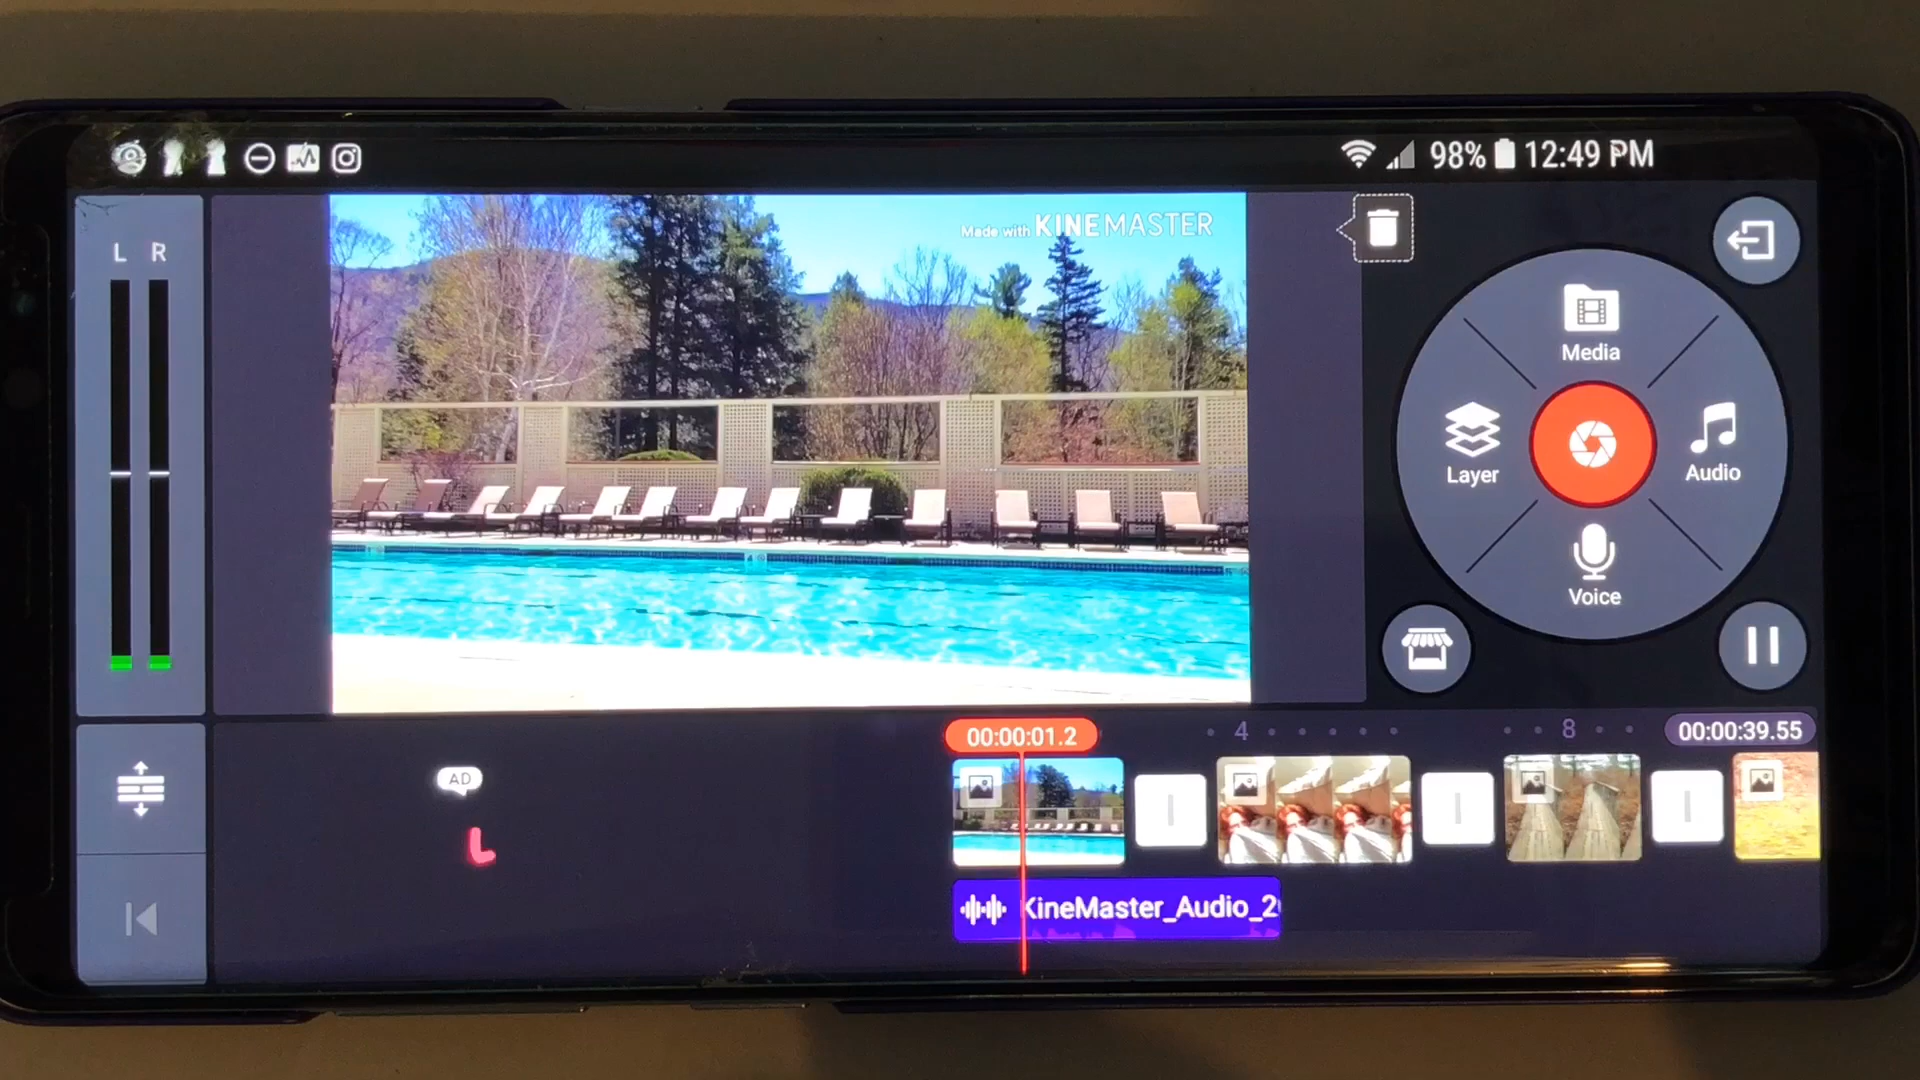 98% 12:49 PM
L R
Made with KINEMASTER
Media
Layer
Audio
Voice
00:00:01.2
4
8
00:00:39.55
AD
KineMaster_Audio_2